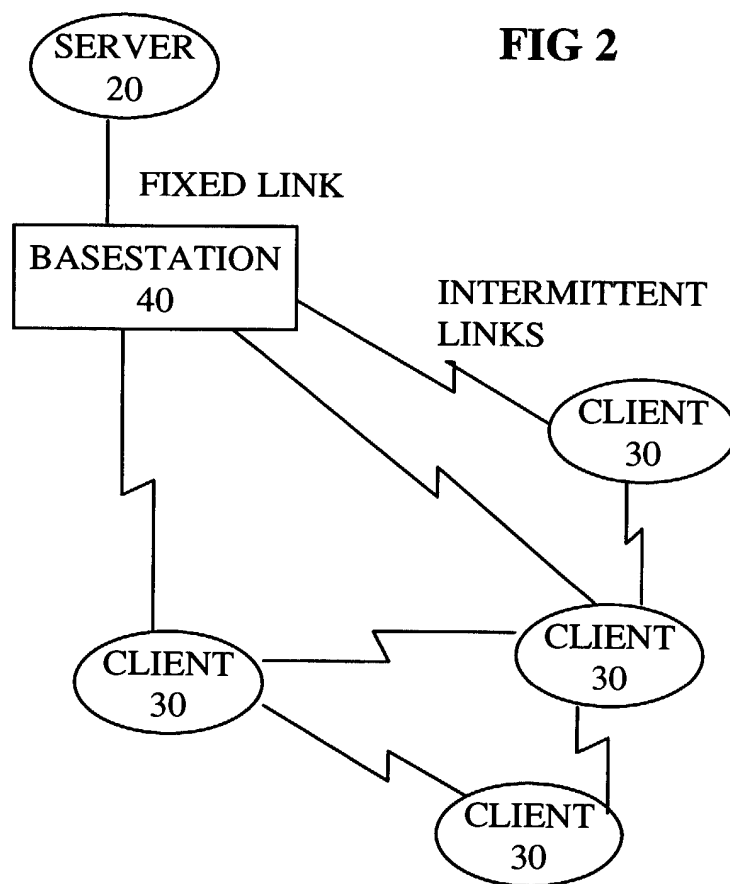 FIG 2
SERVER
20
FIXED LINK
BASESTATION
40
INTERMITTENT
LINKS
CLIENT
30
CLIENT
30
CLIENT
30
CLIENT
30